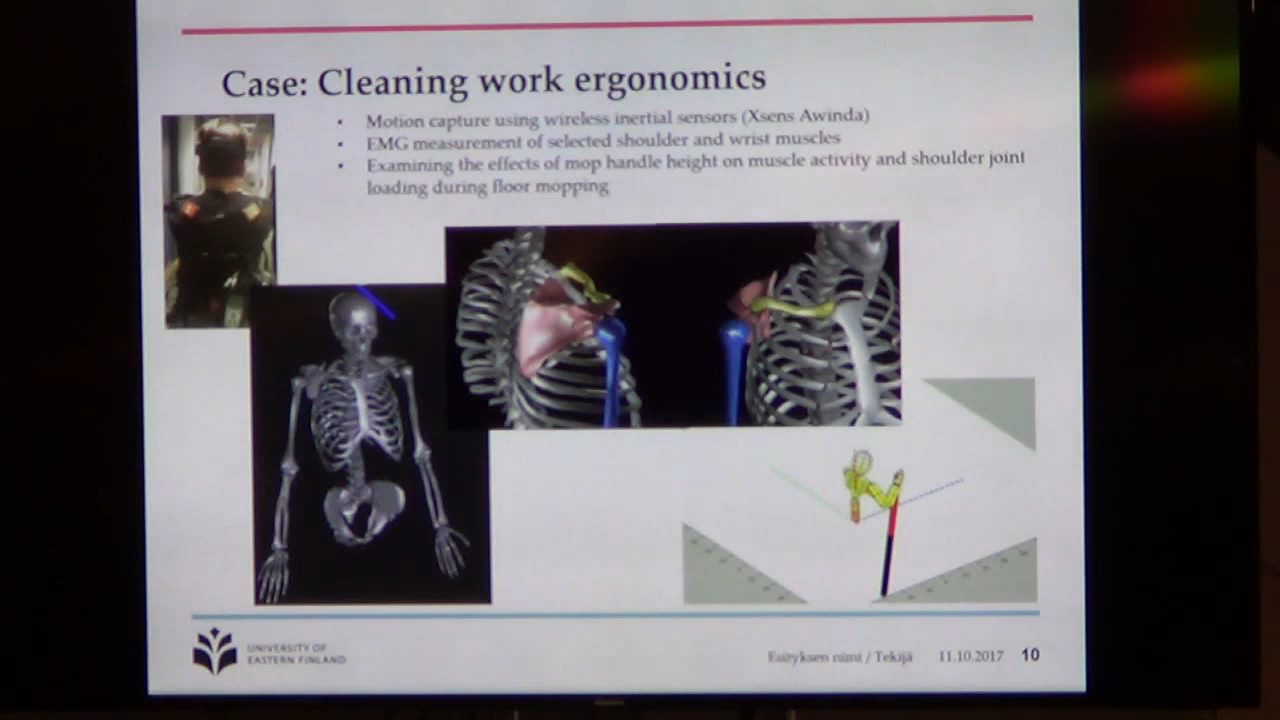 Case: Cleaning work ergonomics
• Motion capture using wireless inertial sensors (Xsens Awinda)
• EMG measurement of selected shoulder and wrist muscles
• Examining the effects of mop handle height on muscle activity and shoulder joint
loading during floor mopping
UNIVERSITY OF
EASTERN FINLAND
Esityksen nimi / Tekijä 11.10.2017 10